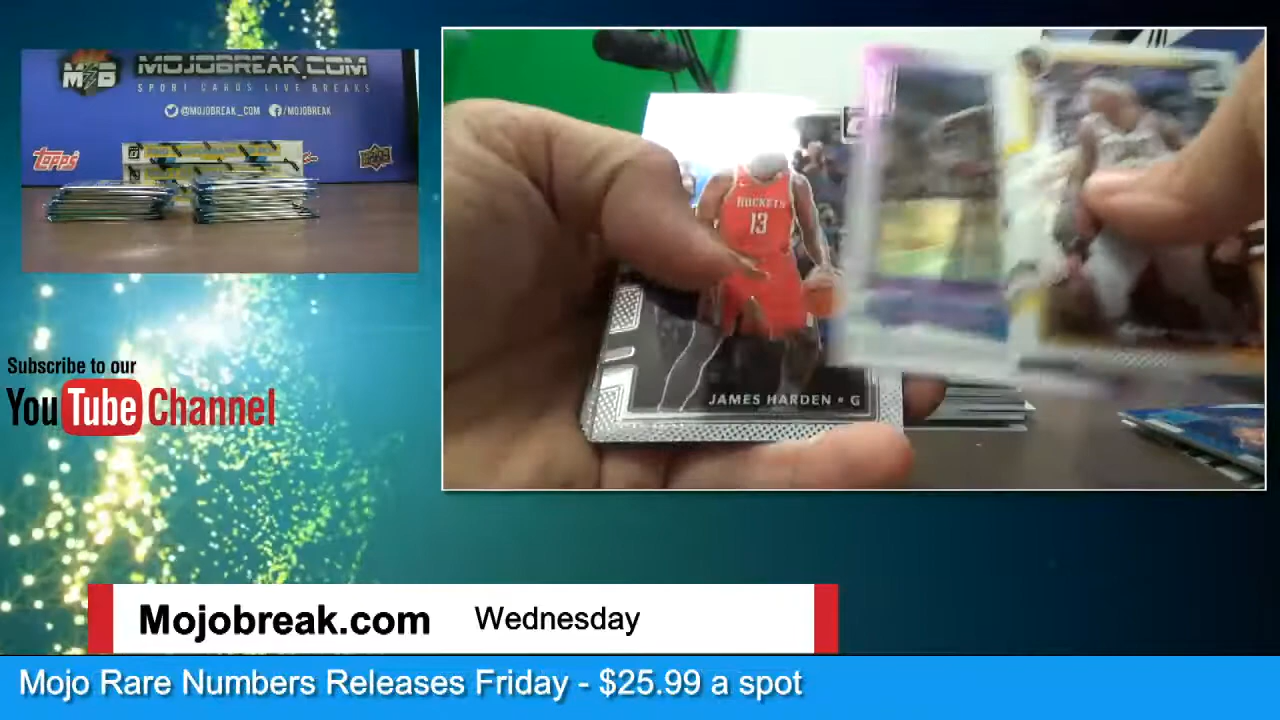 MOJOBREAK.COM
SPORT CARDS LIVE BREAKS
@MOJOBREAK_COM /MOJOBREAK
topps
ROCKETS
13
JAMES HARDEN • G
Subscribe to our
YouTube Channel
Mojobreak.com Wednesday
Mojo Rare Numbers Releases Friday - $25.99 a spot